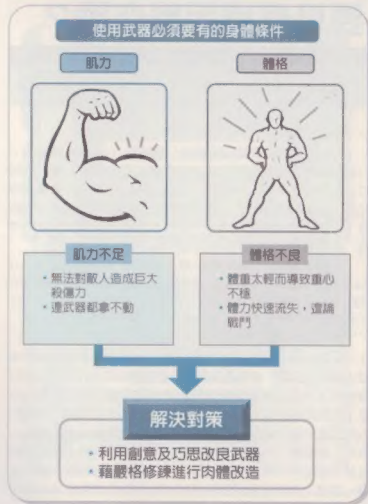 使用武器必須要有的身體條件
肌力
體格
肌力不足
・無法對敵人造成巨大
殺傷力
・連武器都拿不動
體格不良
・體重太輕而導致重心
不穩
・體力快速流失,遑論
戰鬥
解決對策
・利用創意及巧思改良武器
・藉嚴格修鍊進行肉體改造